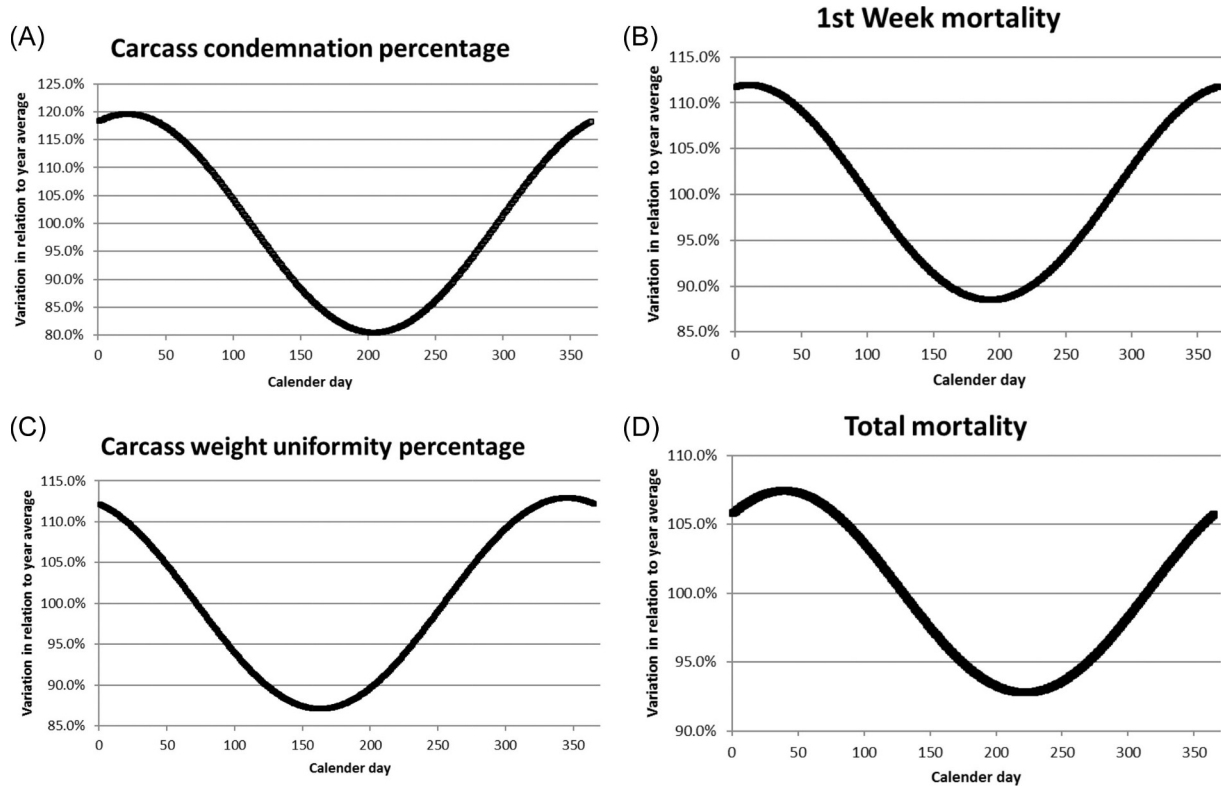 (A)
Carcass condemnation percentage
Variation in relation to year average
125.0%
120.0%
115.0%
110.0%
105.0%
100.0%
95.0%
90.0%
85.0%
80.0%
0 50 100 150 200 250 300 350
Calender day
(B)
1st Week mortality
Variation in relation to year average
115.0%
110.0%
105.0%
100.0%
95.0%
90.0%
85.0%
0 50 100 150 200 250 300 350
Calender day
(C)
Carcass weight uniformity percentage
Variation in relation to year average
115.0%
110.0%
105.0%
100.0%
95.0%
90.0%
85.0%
0 50 100 150 200 250 300 350
Calender day
(D)
Total mortality
Variation in relation to year average
110.0%
105.0%
100.0%
95.0%
90.0%
0 50 100 150 200 250 300 350
Calender day